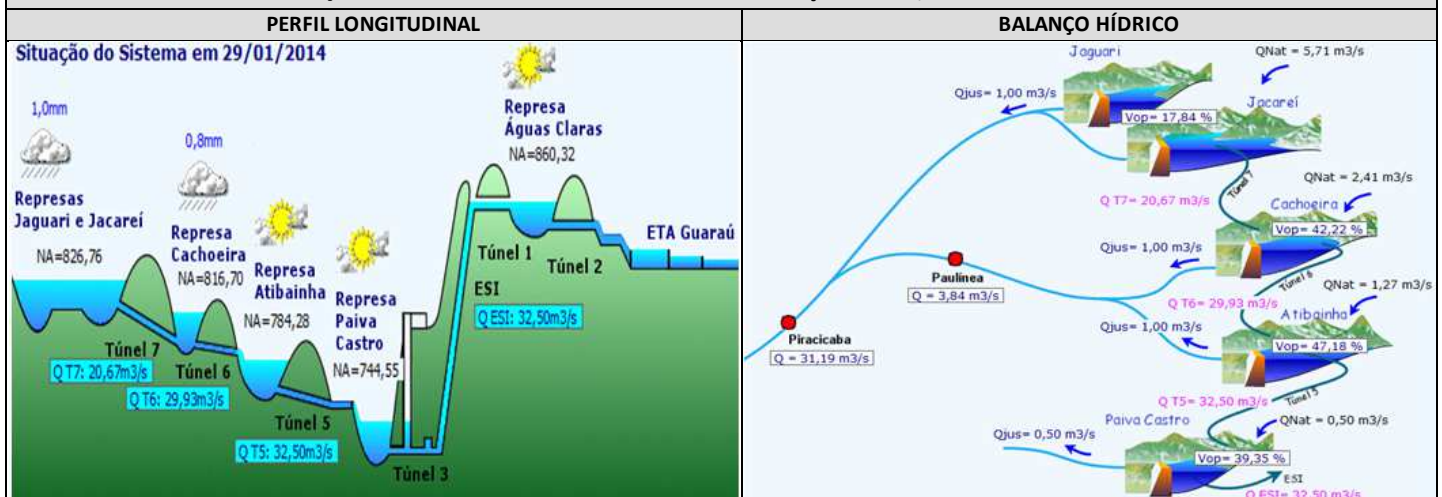 PERFIL LONGITUDINAL
Situação do Sistema em 29/01/2014
1,0mm
0,8mm
Represa
Águas Claras
NA=860,32
Represas
Jaguari e Jacareí
NA=826,76
Represa
Cachoeira
NA=816,70
Represa
Atibainha
NA=784,28
Represa
Paiva
Castro
NA=744,55
Túnel 1
Túnel 2
ETA Guaraú
ESI
Q ESI: 32,50m3/s
Túnel 7
Q T7: 20,67m3/s
Túnel 6
Q T6: 29,93m3/s
Túnel 5
Q T5: 32,50m3/s
Túnel 3
BALANÇO HÍDRICO
Jaguari
QNat = 5,71 m3/s
Qjus= 1,00 m3/s
Jacareí
Vop= 17,84 %
Túnel 7
QNat = 2,41 m3/s
Q T7= 20,67 m3/s
Cachoeira
Vop= 42,22 %
Qjus= 1,00 m3/s
Paulínea
Q = 3,84 m3/s
Túnel 6
QNat = 1,27 m3/s
Q T6= 29,93 m3/s
Atibainha
Qjus= 1,00 m3/s
Vop= 47,18 %
Piracicaba
Q = 31,19 m3/s
Q T5= 32,50 m3/s
Túnel 5
Paiva Castro
QNat = 0,50 m3/s
Qjus= 0,50 m3/s
Vop= 39,35 %
ESI
Q ESI= 32,50 m3/s